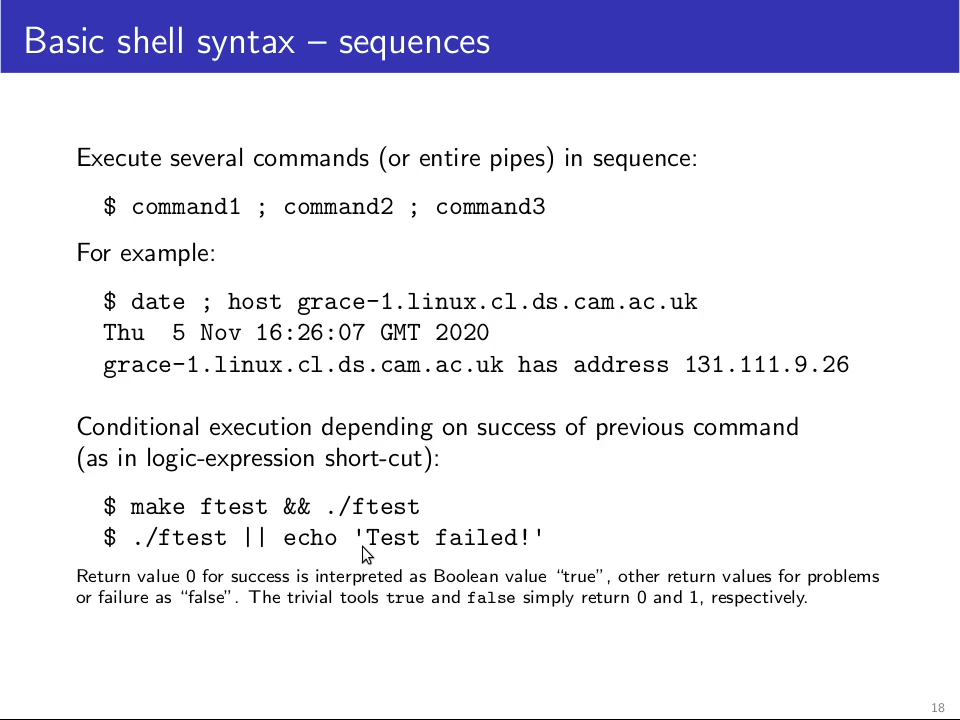 Basic shell syntax – sequences
Execute several commands (or entire pipes) in sequence:
$ command1 ; command2 ; command3
For example:
$ date ; host grace-1.linux.cl.ds.cam.ac.uk
Thu  5 Nov 16:26:07 GMT 2020
grace-1.linux.cl.ds.cam.ac.uk has address 131.111.9.26
Conditional execution depending on success of previous command
(as in logic-expression short-cut):
$ make ftest && ./ftest
$ ./ftest || echo 'Test failed!'
Return value 0 for success is interpreted as Boolean value “true”, other return values for problems
or failure as “false”. The trivial tools true and false simply return 0 and 1, respectively.
18